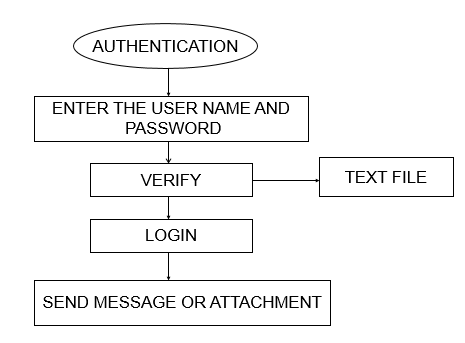 AUTHENTICATION
ENTER THE USER NAME AND
PASSWORD
VERIFY
TEXT FILE
LOGIN
SEND MESSAGE OR ATTACHMENT